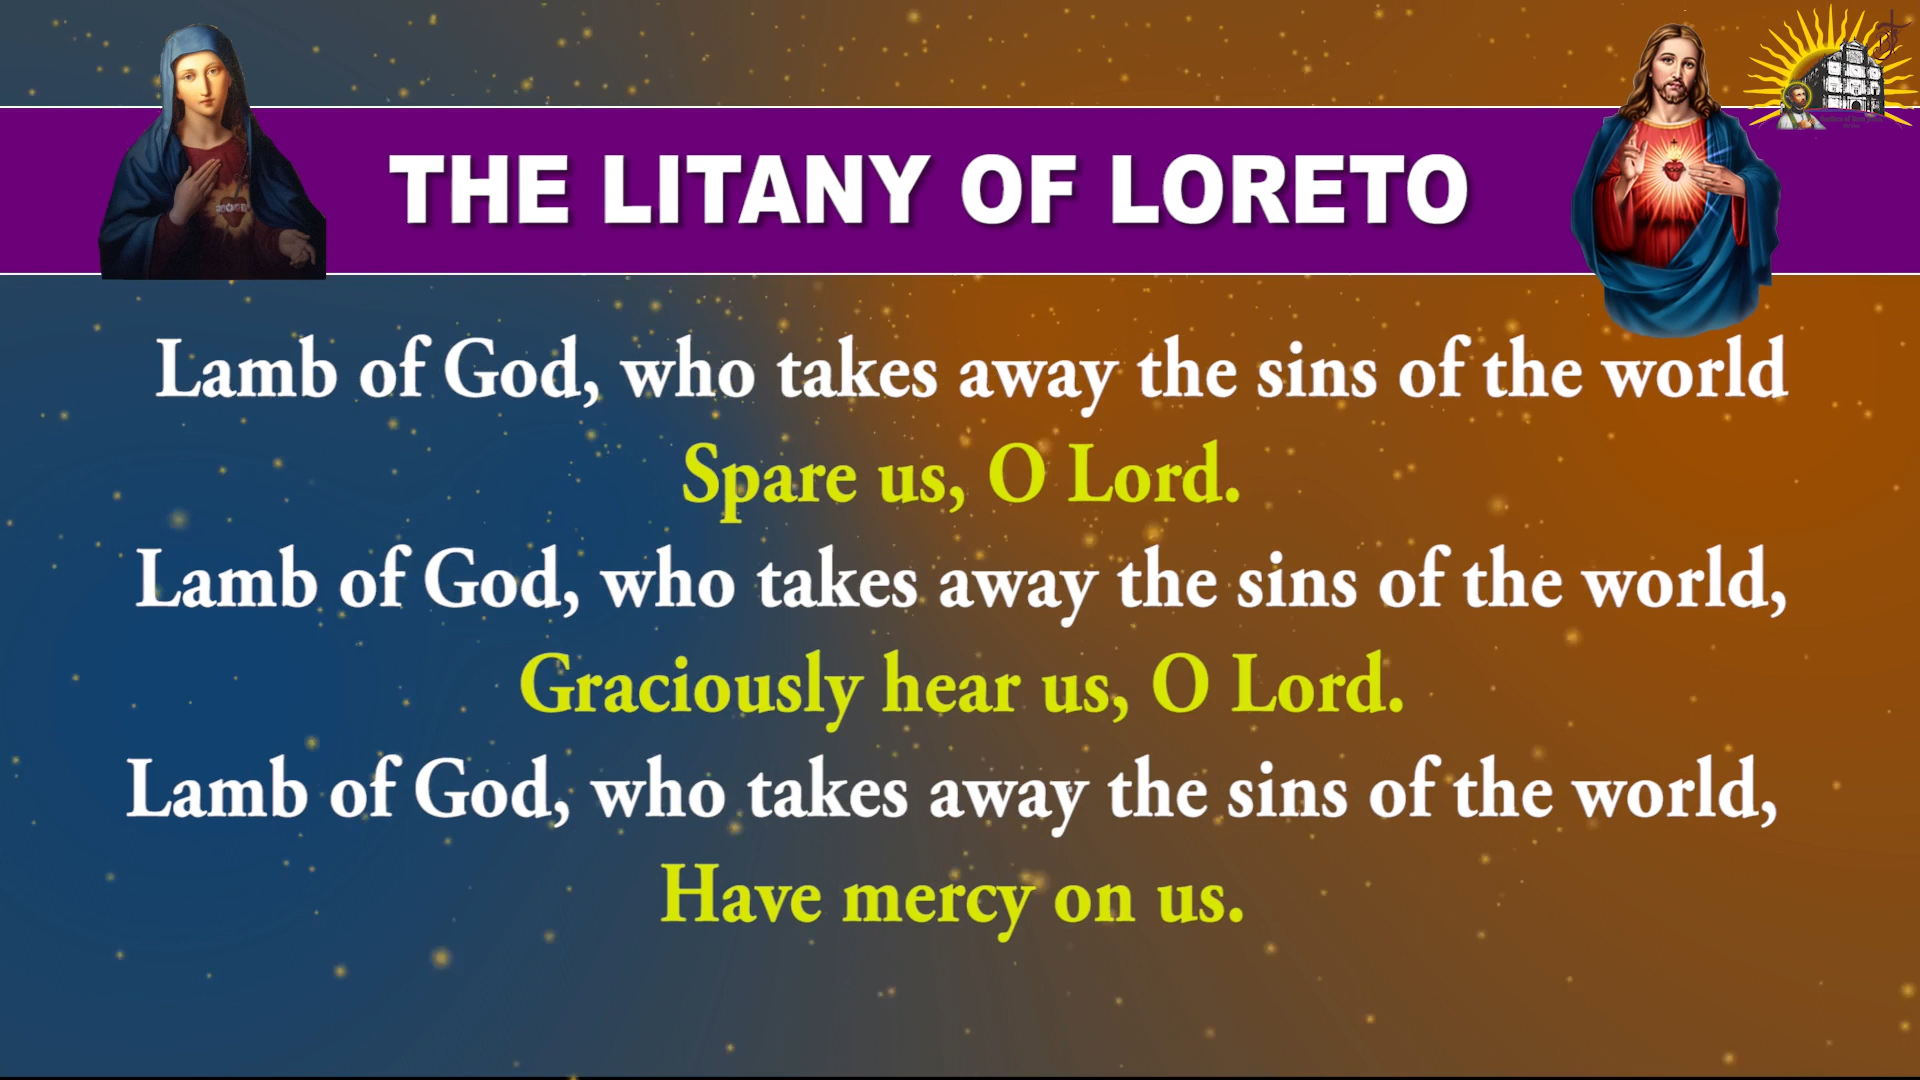 THE LITANY OF LORETO
Lamb of God, who takes away the sins of the world
Spare us, O Lord.
Lamb of God, who takes away the sins of the world,
Graciously hear us, O Lord.
Lamb of God, who takes away the sins of the world,
Have mercy on us.